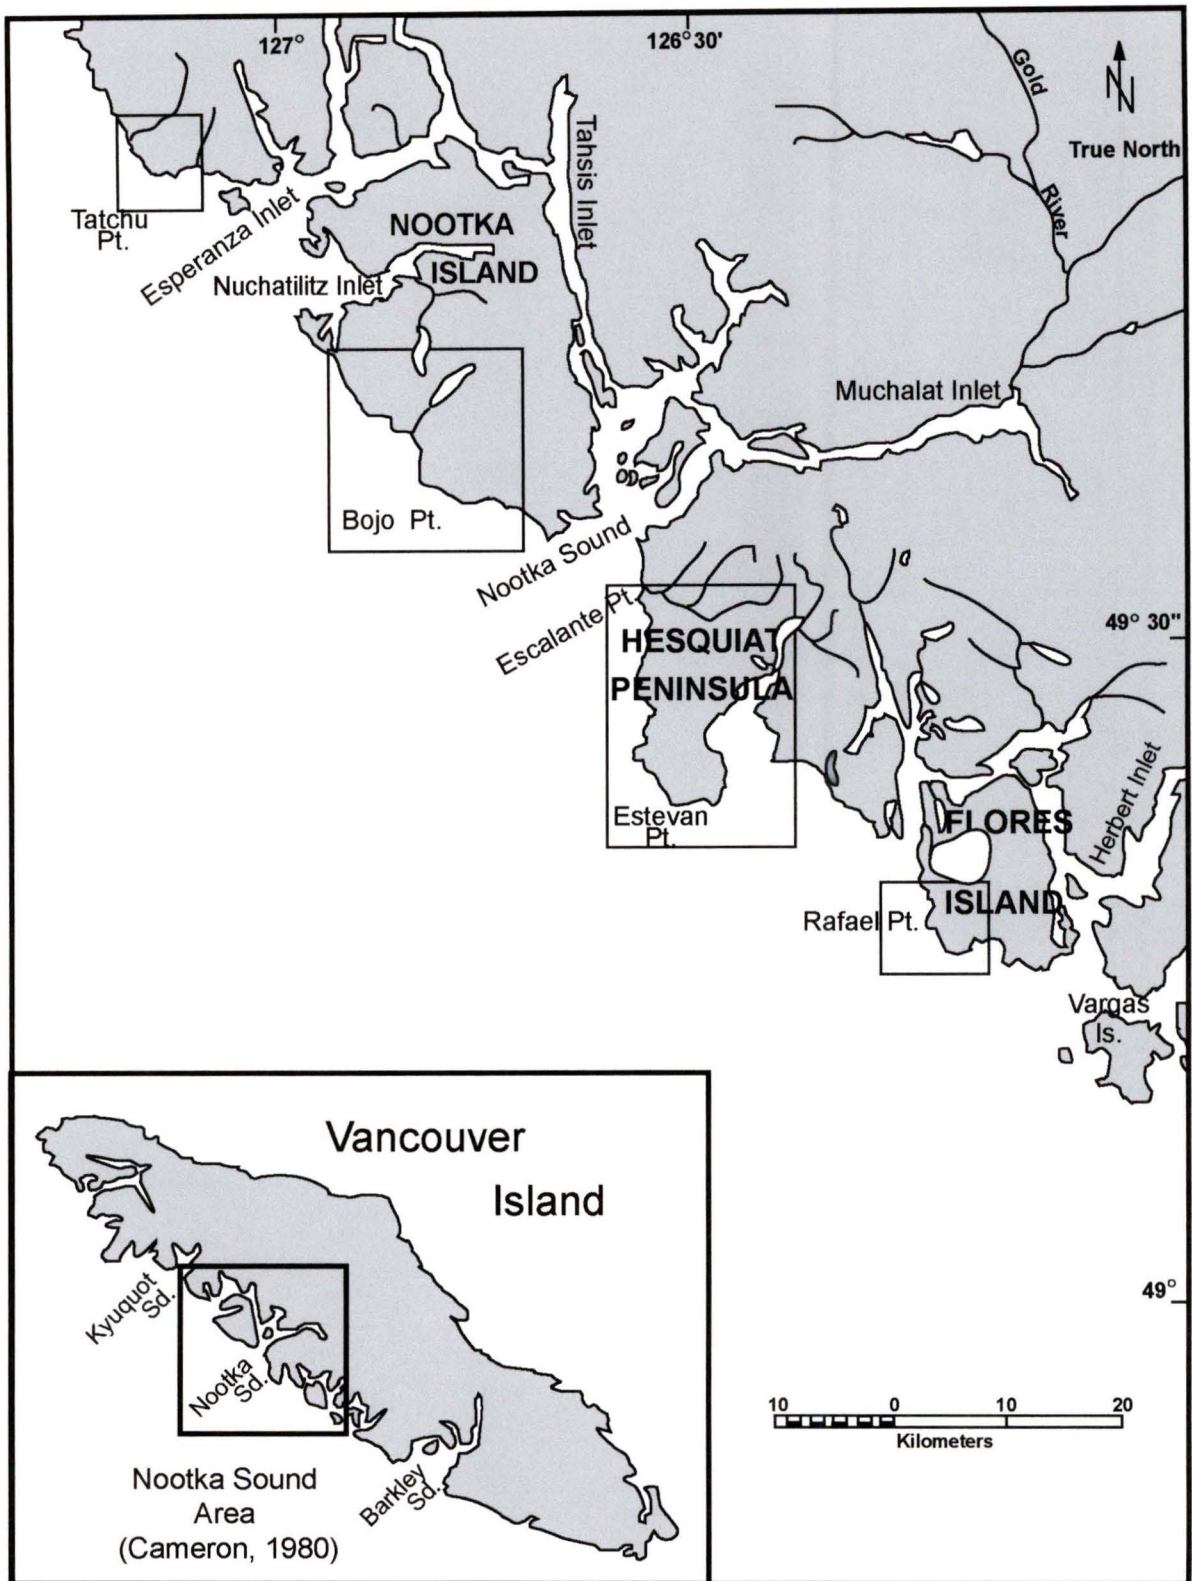 127°
126° 30'
Gold
River
True North
Tahsis Inlet
Tatchu
Pt.
Esperanza Inlet
NOOTKA
ISLAND
Nuchatilitz Inlet
Muchalat Inlet
Bojo Pt.
Nootka Sound
Escalante Pt.
49° 30"
HESQUIAT
PENINSULA
Herbert Inlet
Estevan
Pt.
FLORES
ISLAND
Rafael Pt.
Vargas
Is.
Vancouver
Island
Kyuquot
Sd.
Nootka
Sd.
Barkley
Sd.
Nootka Sound
Area
(Cameron, 1980)
49°
10 0 10 20
Kilometers